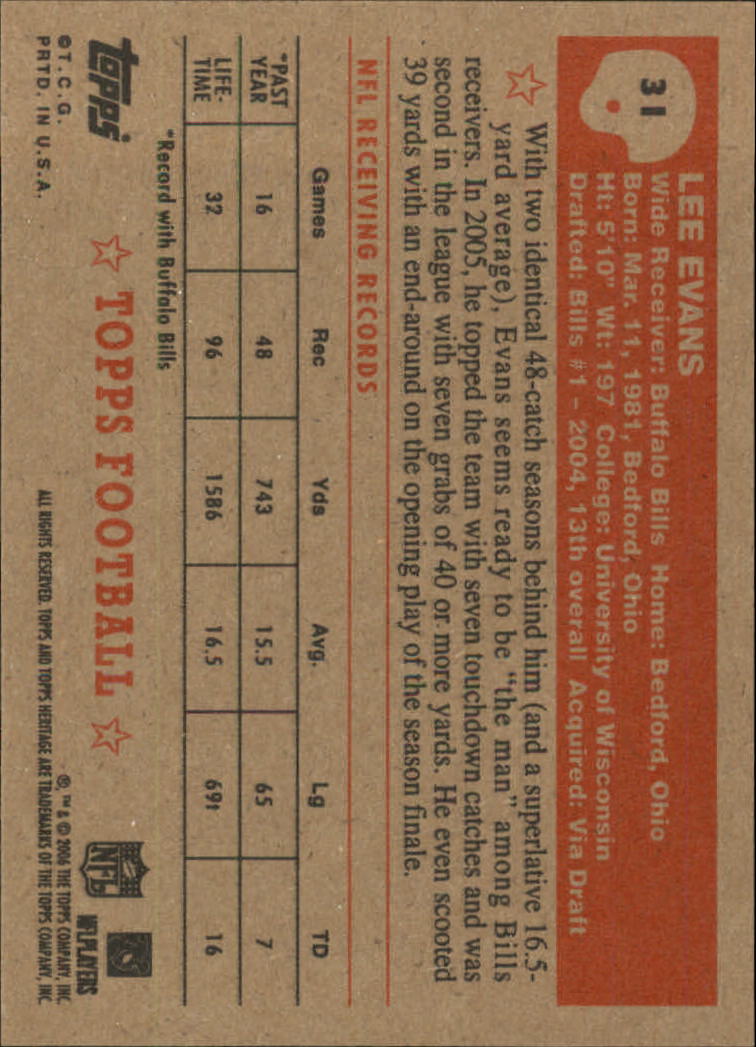 31
LEE EVANS
Wide Receiver: Buffalo Bills Home: Bedford, Ohio
Born: Mar. 11, 1981, Bedford, Ohio
Ht: 5'10" Wt: 197 College: University of Wisconsin
Drafted: Bills #1 – 2004, 13th overall Acquired: Via Draft
With two identical 48-catch seasons behind him (and a superlative 16.5-
yard average), Evans seems ready to be “the man” among Bills
receivers. In 2005, he topped the team with seven touchdown catches and was
second in the league with seven grabs of 40 or more yards. He even scooted
39 yards with an end-around on the opening play of the season finale.
NFL RECEIVING RECORDS
Games Rec Yds Avg. Lg TD
*PAST YEAR 16 48 743 15.5 65 7
LIFE-TIME 32 96 1586 16.5 69t 16
*Record with Buffalo Bills
topps
TOPPS FOOTBALL
NFL
NFLPLAYERS
©T.C.G.
PRTD. IN U.S.A.
®, ™ & © 2006 THE TOPPS COMPANY, INC.
ALL RIGHTS RESERVED. TOPPS AND TOPPS HERITAGE ARE TRADEMARKS OF THE TOPPS COMPANY, INC.